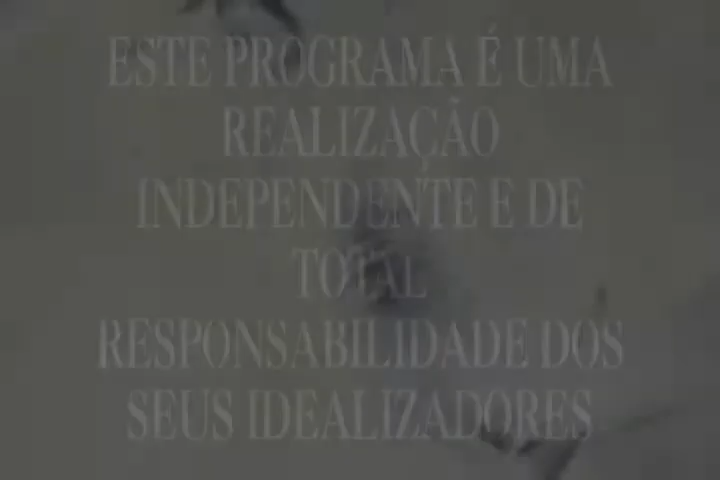 ESTE PROGRAMA É UMA
REALIZAÇÃO
INDEPENDENTE E DE
TOTAL
RESPONSABILIDADE DOS
SEUS IDEALIZADORES